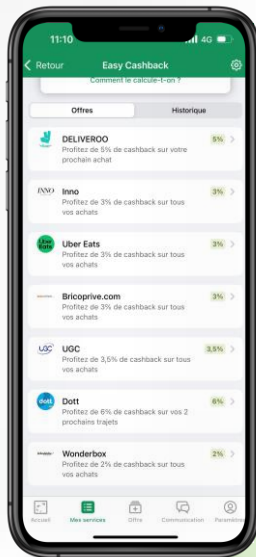 11:10
4G
Retour
Easy Cashback
Comment le calcule-t-on ?
Offres
Historique
DELIVEROO
5%
Profitez de 5% de cashback sur votre
prochain achat
INNO
Inno
3%
Profitez de 3% de cashback sur tous
vos achats
Uber
Eats
Uber Eats
3%
Profitez de 3% de cashback sur tous
vos achats
Bricoprive.com
3%
Profitez de 3% de cashback sur tous
vos achats
UGC
UGC
3,5%
Profitez de 3,5% de cashback sur tous
vos achats
dott
Dott
6%
Profitez de 6% de cashback sur vos 2
prochains trajets
Wonderbox
2%
Profitez de 2% de cashback sur tous
vos achats
Accueil
Mes services
Offre
Communication
Paramètres